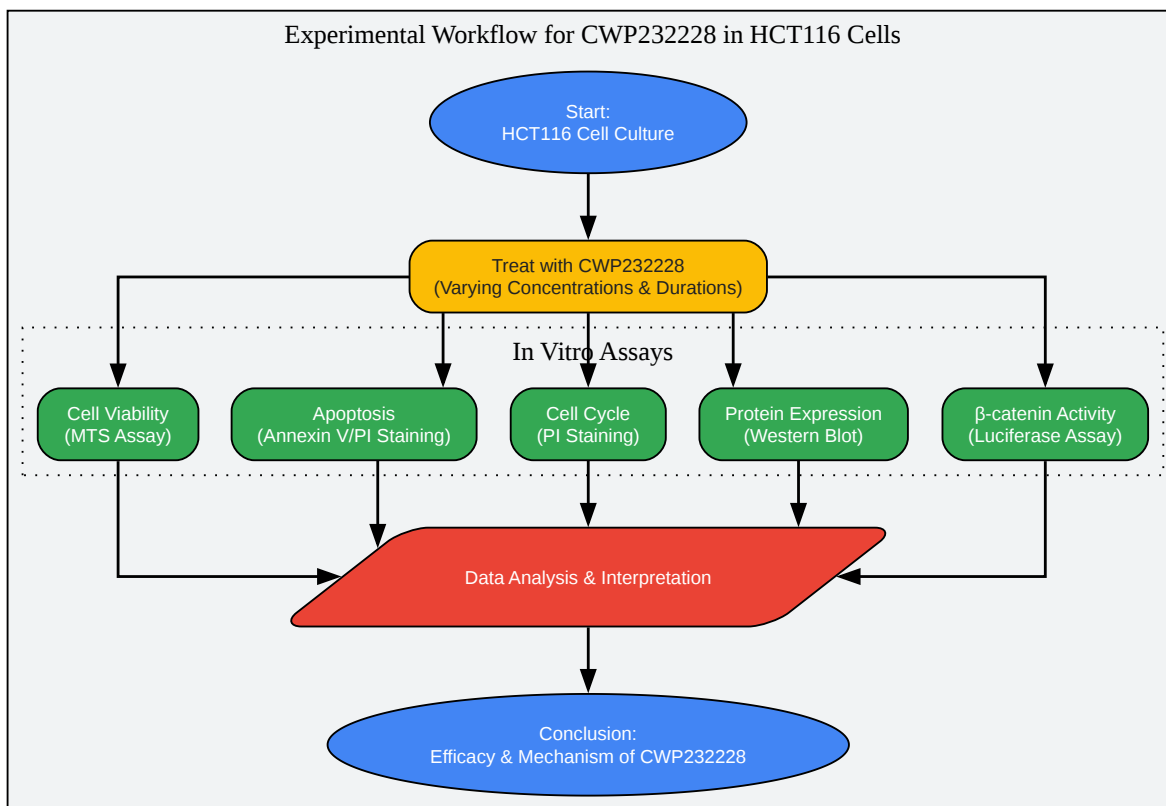 Experimental Workflow for CWP232228 in HCT116 Cells
Start:
HCT116 Cell Culture
Treat with CWP232228
(Varying Concentrations & Durations)
In Vitro Assays
Cell Viability
(MTS Assay)
Apoptosis
(Annexin V/PI Staining)
Cell Cycle
(PI Staining)
Protein Expression
(Western Blot)
β-catenin Activity
(Luciferase Assay)
Data Analysis & Interpretation
Conclusion:
Efficacy & Mechanism of CWP232228